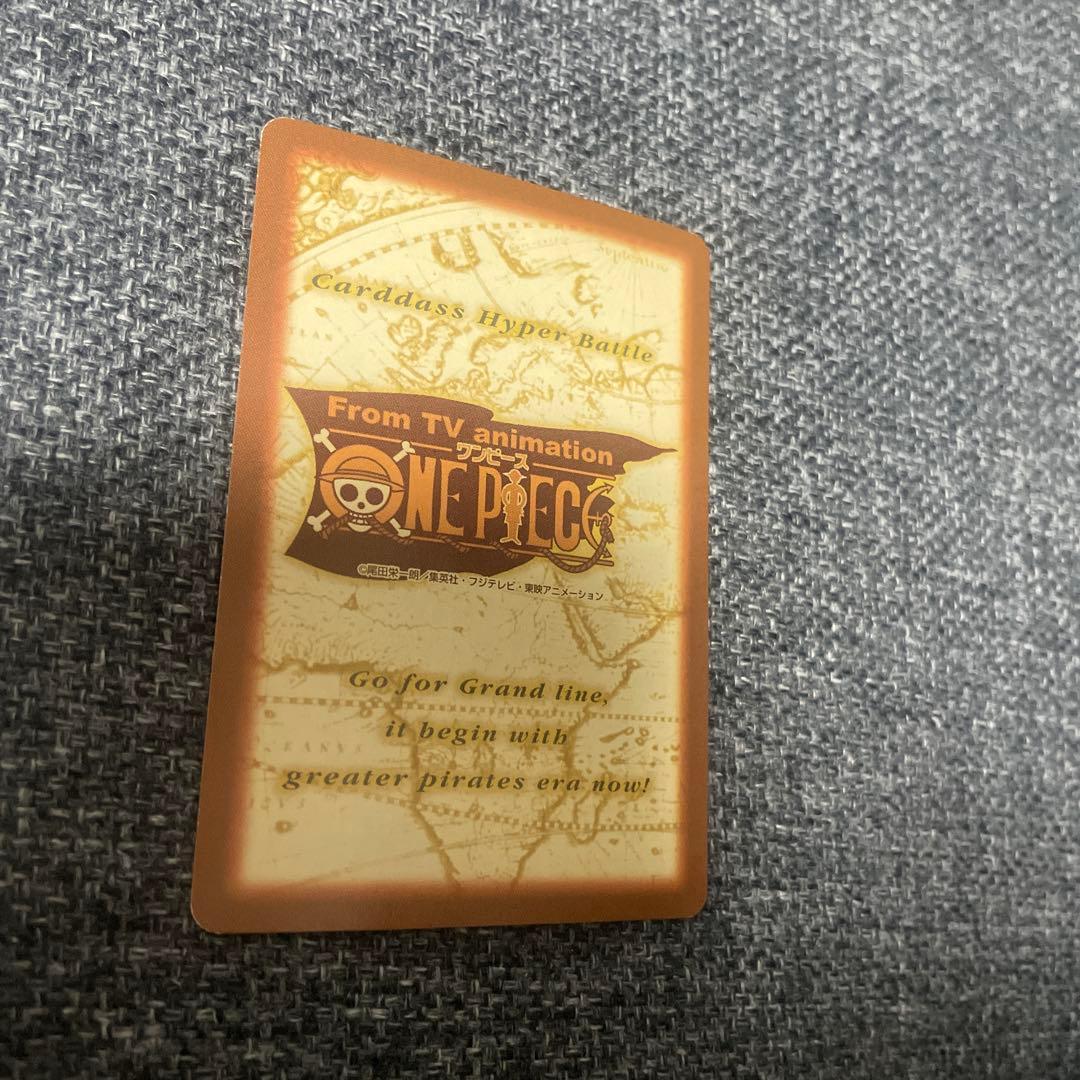 Carddass Hyper Battle
From TV animation
ワンピース
ONE PIECE
©尾田栄一郎/集英社・フジテレビ・東映アニメーション
Go for Grand line,
it begin with
greater pirates era now!